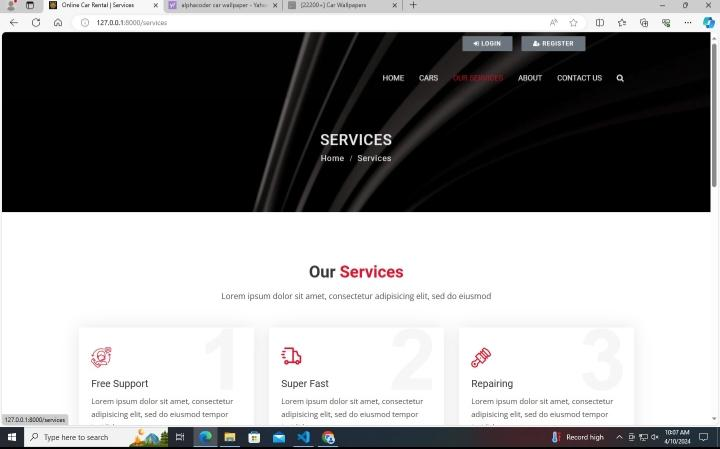 Online Car Rental | Services
alphacoder car wallpaper - Yaho
[22200+] Car Wallpapers
127.0.0.1:8000/services
LOGIN
REGISTER
HOME
CARS
OUR SERVICES
ABOUT
CONTACT US
SERVICES
Home / Services
Our Services
Lorem ipsum dolor sit amet, consectetur adipisicing elit, sed do eiusmod
1
Free Support
Lorem ipsum dolor sit amet, consectetur
adipisicing elit, sed do eiusmod tempor
2
Super Fast
Lorem ipsum dolor sit amet, consectetur
adipisicing elit, sed do eiusmod tempor
3
Repairing
Lorem ipsum dolor sit amet, consectetur
adipisicing elit, sed do eiusmod tempor
127.0.0.1:8000/services
Type here to search
Record high
10:07 AM
4/10/2024